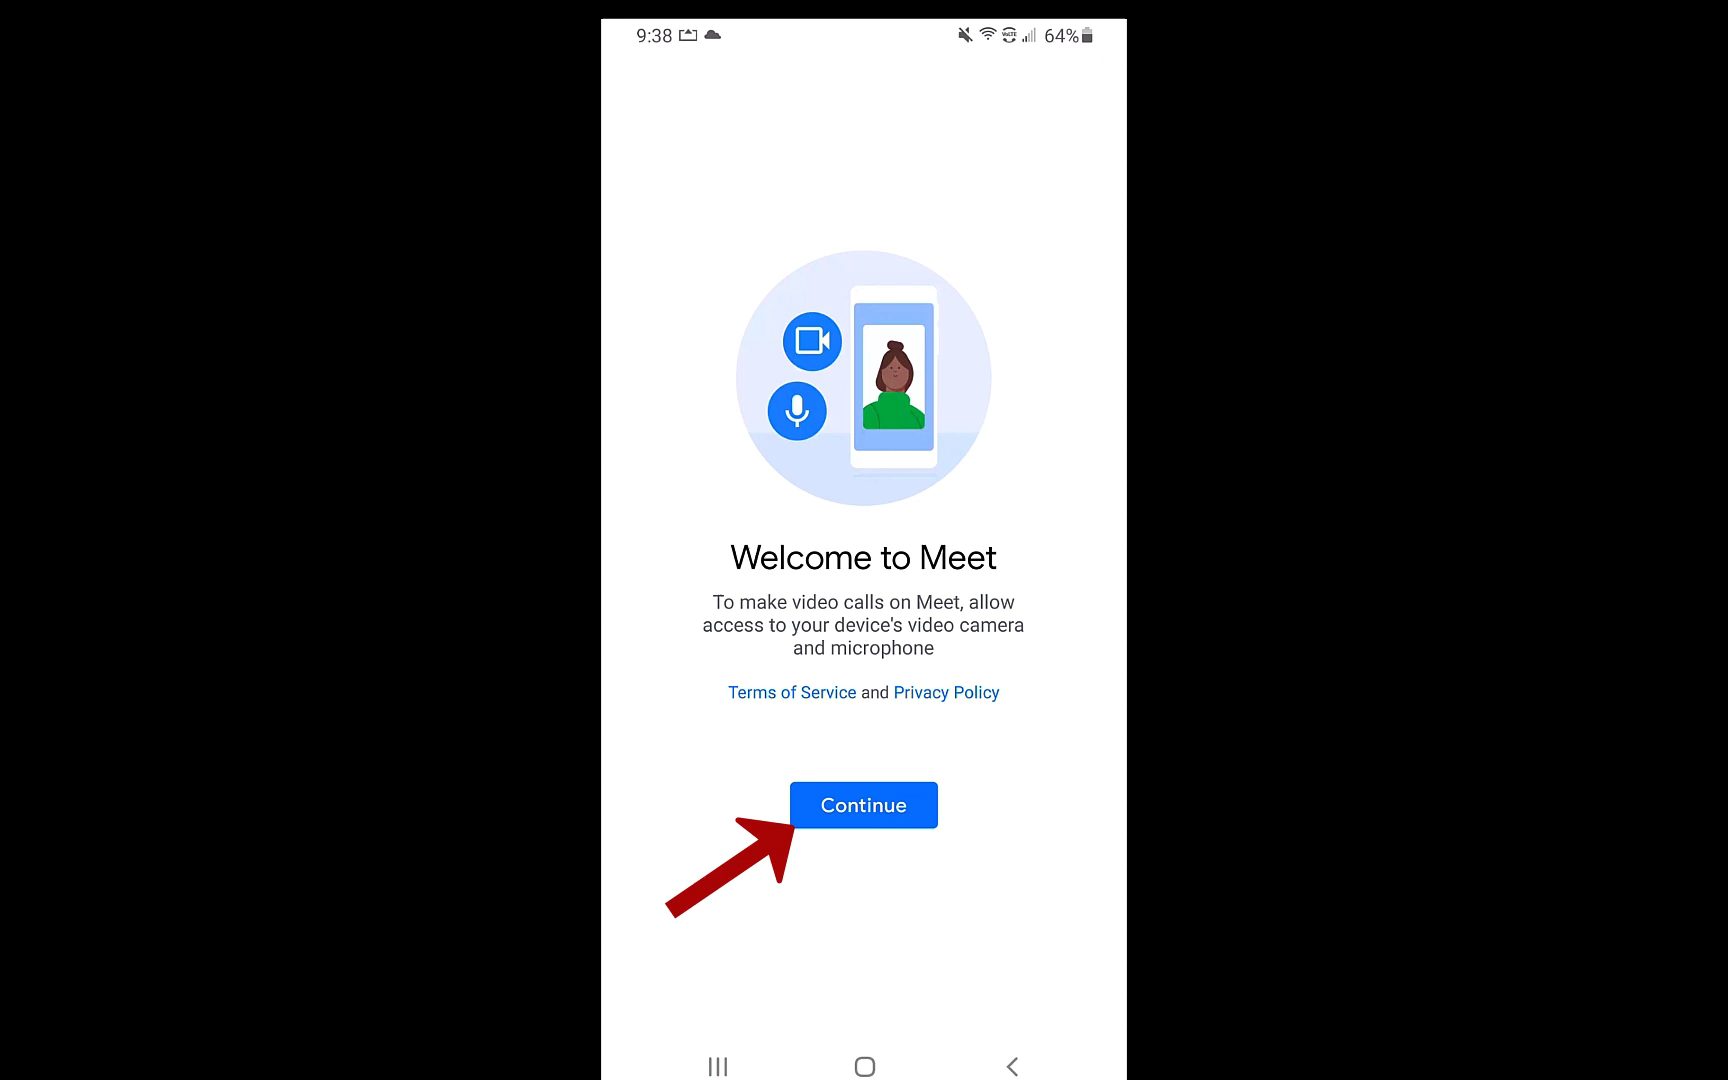 9:38 VoLTE 64%
Welcome to Meet
To make video calls on Meet, allow
access to your device's video camera
and microphone
Terms of Service and Privacy Policy
Continue